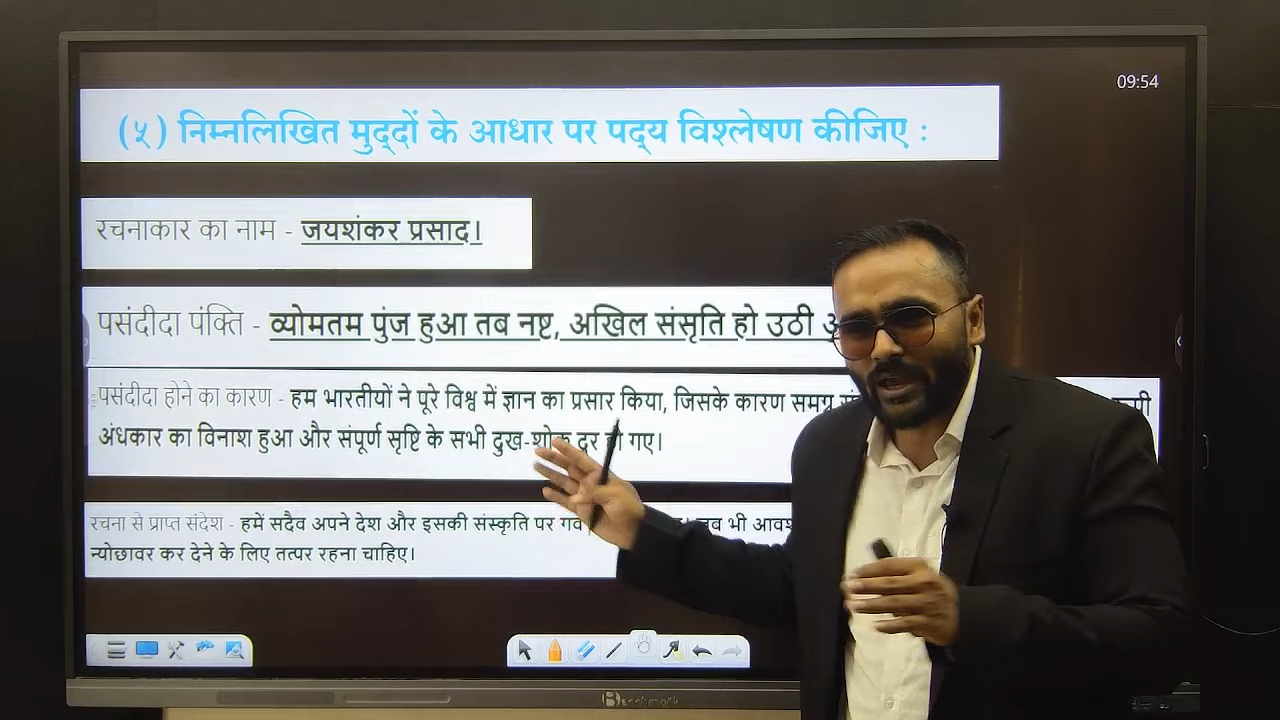 09:54
(५) निम्नलिखित मुद्‌दों के आधार पर पद्‌य विश्लेषण कीजिए :
रचनाकार का नाम - जयशंकर प्रसाद।
पसंदीदा पंक्ति - व्योमतम पुंज हुआ तब नष्ट, अखिल संसृति हो उठी
पसंदीदा होने का कारण - हम भारतीयों ने पूरे विश्व में ज्ञान का प्रसार किया, जिसके कारण समग्र
अंधकार का विनाश हुआ और संपूर्ण सृष्टि के सभी दुख-शोक दूर हो गए।
रचना से प्राप्त संदेश - हमें सदैव अपने देश और इसकी संस्कृति पर गर्व भी
न्योछावर कर देने के लिए तत्पर रहना चाहिए।
Benchmark